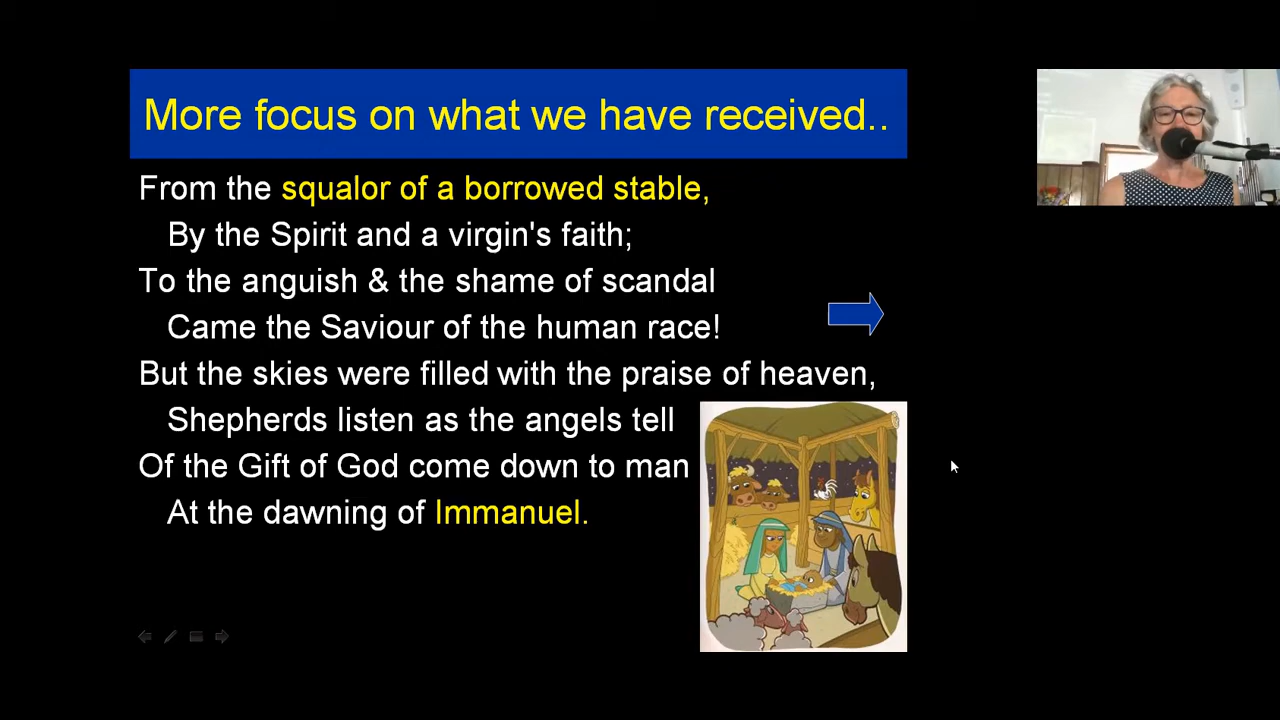 More focus on what we have received..
From the squalor of a borrowed stable,
By the Spirit and a virgin's faith;
To the anguish & the shame of scandal
Came the Saviour of the human race!
But the skies were filled with the praise of heaven,
Shepherds listen as the angels tell
Of the Gift of God come down to man
At the dawning of Immanuel.